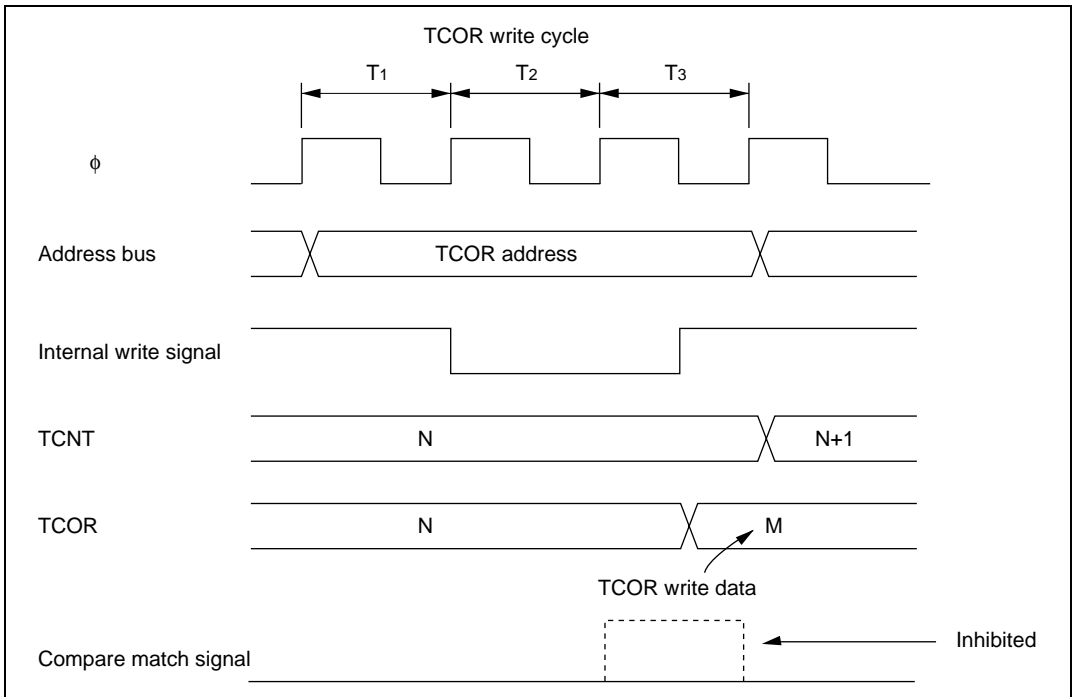 TCOR write cycle
T1 T2 T3
φ
Address bus TCOR address
Internal write signal
TCNT N N+1
TCOR N M
TCOR write data
Inhibited
Compare match signal